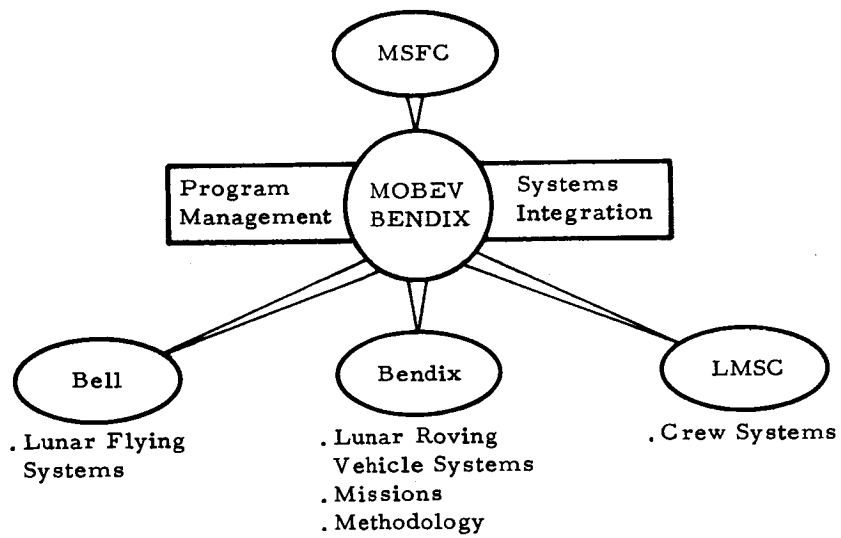 MSFC
Program
Management
MOBEV
BENDIX
Systems
Integration
Bell
. Lunar Flying
Systems
Bendix
. Lunar Roving
Vehicle Systems
. Missions
. Methodology
LMSC
. Crew Systems